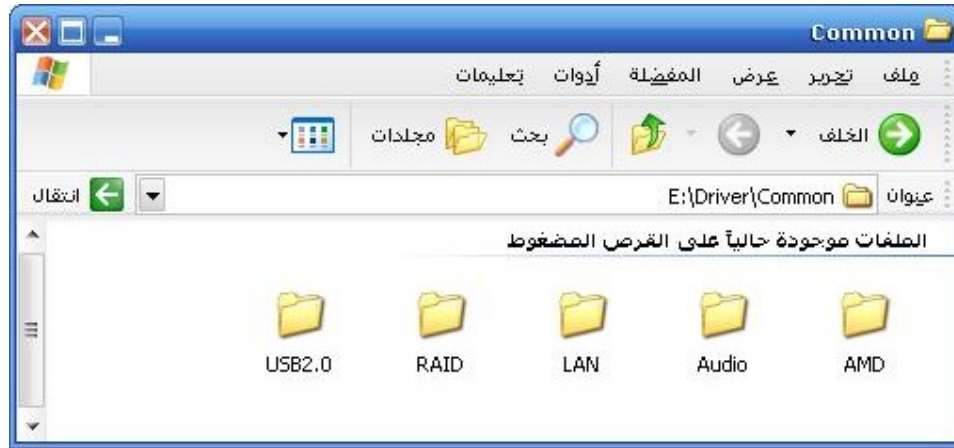 Common
ملف تحرير عرض المفضلة أدوات تعليمات
الخلف بحث مجلدات
عنوان E:\Driver\Common انتقال
الملفات موجودة حالياً على القرص المضغوط
AMD Audio LAN RAID USB2.0